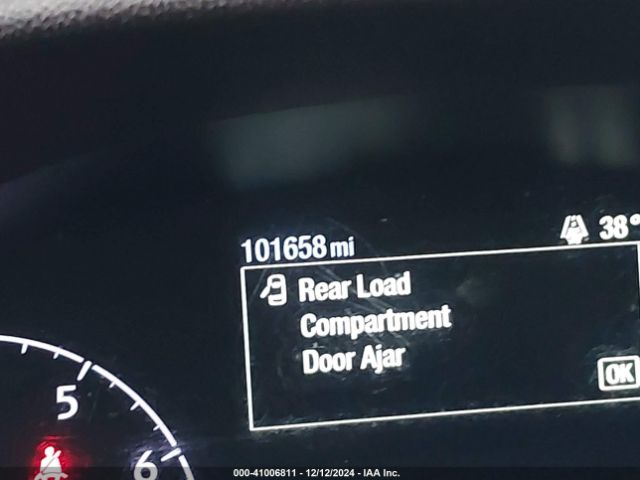 101658 mi
38°
Rear Load
Compartment
Door Ajar
OK
5
6
000-41006811 - 12/12/2024 - IAA Inc.